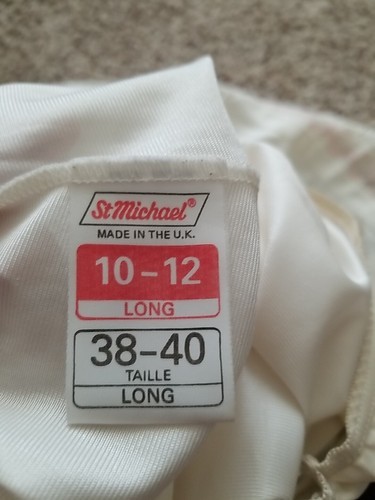 St Michael®
MADE IN THE U.K.
10-12
LONG
38-40
TAILLE
LONG